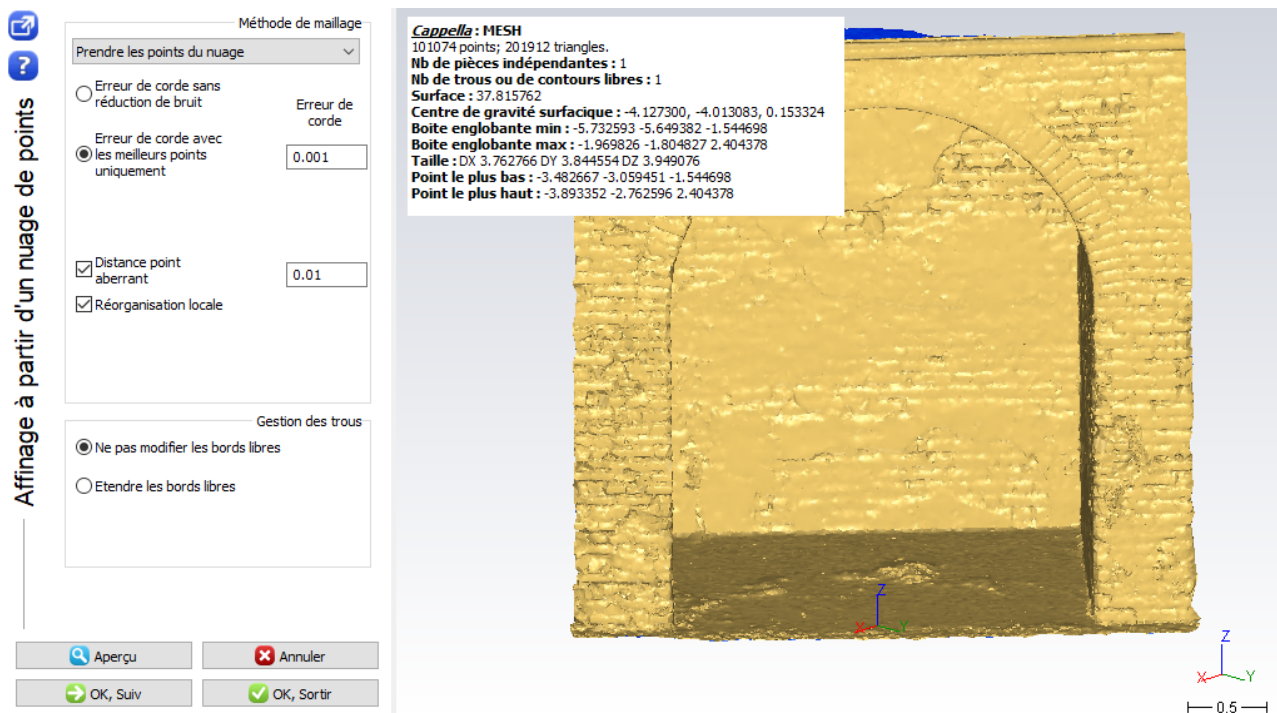 Affinage à partir d'un nuage de points
Méthode de maillage
Prendre les points du nuage
Erreur de corde sans
réduction de bruit
Erreur de
corde
Erreur de corde avec
les meilleurs points
uniquement
0.001
Distance point
aberrant
0.01
Réorganisation locale
Gestion des trous
Ne pas modifier les bords libres
Etendre les bords libres
Aperçu
Annuler
OK, Suiv
OK, Sortir
Cappella : MESH
101074 points; 201912 triangles.
Nb de pièces indépendantes : 1
Nb de trous ou de contours libres : 1
Surface : 37.815762
Centre de gravité surfacique : -4.127300, -4.013083, 0.153324
Boite englobante min : -5.732593 -5.649382 -1.544698
Boite englobante max : -1.969826 -1.804827 2.404378
Taille : DX 3.762766 DY 3.844554 DZ 3.949076
Point le plus bas : -3.482667 -3.059451 -1.544698
Point le plus haut : -3.893352 -2.762596 2.404378
Z
X
Y
Z
X
Y
0.5